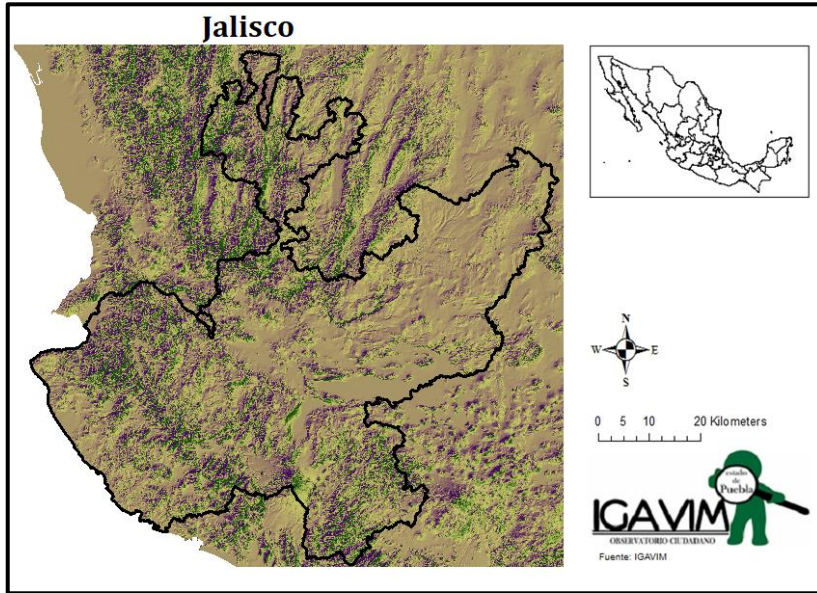 Jalisco
N
W E
S
0 5 10 20 Kilometers
estado
de
Puebla
IGAVIM
OBSERVATORIO CIUDADANO
Fuente: IGAVIM